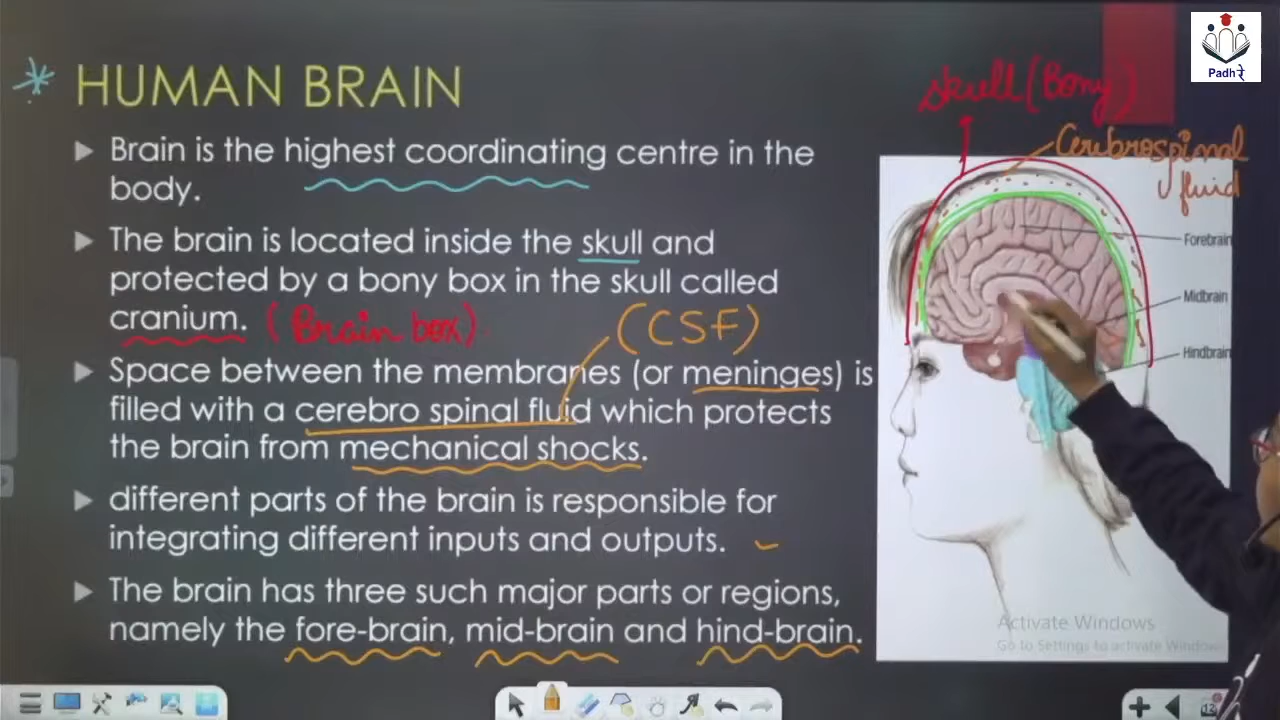 Padhरे
HUMAN BRAIN
skull (Bony)
Cerebrospinal
fluid
Brain is the highest coordinating centre in the
body.
The brain is located inside the skull and
protected by a bony box in the skull called
cranium. (Brain box)
(CSF)
Space between the membranes (or meninges) is
filled with a cerebro spinal fluid which protects
the brain from mechanical shocks.
different parts of the brain is responsible for
integrating different inputs and outputs.
The brain has three such major parts or regions,
namely the fore-brain, mid-brain and hind-brain.
Forebrain
Midbrain
Hindbrain
Activate Windows
Go to Settings to activate Windows
12